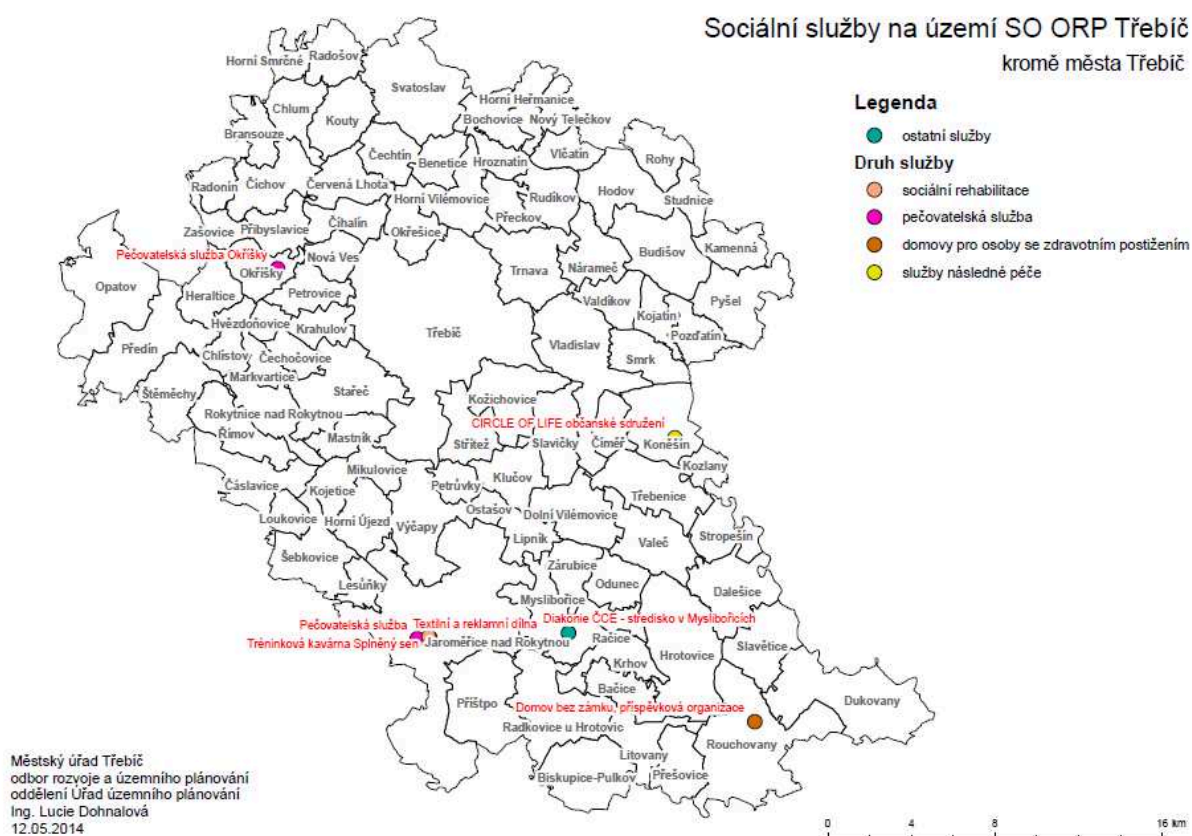 Sociální služby na území SO ORP Třebíč
kromě města Třebíč
Legenda
ostatní služby
Druh služby
sociální rehabilitace
pečovatelská služba
domovy pro osoby se zdravotním postižením
služby následné péče
Horní Smrčné
Radošov
Svatoslav
Horní Heřmanice
Chlum
Kouty
Bochovice
Nový Telečkov
Bransouze
Čechtín
Benetice
Hroznatín
Vlčatín
Rohy
Radonín
Číchov
Červená Lhota
Horní Vilémovice
Rudíkov
Hodov
Studnice
Přeckov
Zašovice
Přibyslavice
Číhalín
Okřešice
Budišov
Kamenná
Pečovatelská služba Okříšky
Nová Ves
Okříšky
Trnava
Nárameč
Opatov
Heraltice
Petrovice
Valdíkov
Pyšel
Kojatín
Hvězdoňovice
Krahulov
Třebíč
Pozďatín
Předín
Chlístov
Čechočovice
Vladislav
Smrk
Markvartice
Štěměchy
Stařeč
Kožichovice
Rokytnice nad Rokytnou
CIRCLE OF LIFE občanské sdružení
Římov
Mastník
Střítež
Slavičky
Číměř
Koněšín
Kozlany
Mikulovice
Čáslavice
Kojetice
Petrůvky
Klučov
Třebenice
Loukovice
Horní Újezd
Výčapy
Ostašov
Dolní Vilémovice
Stropešín
Lipník
Valeč
Šebkovice
Zárubice
Lesůňky
Odunec
Dalešice
Myslibořice
Pečovatelská služba
Textilní a reklamní dílna
Diakonie ČCE - středisko v Myslibořicích
Tréninková kavárna Splněný sen
Jaroměřice nad Rokytnou
Račice
Slavětice
Krhov
Hrotovice
Bačice
Příštpo
Dukovany
Domov bez zámku, příspěvková organizace
Radkovice u Hrotovic
Rouchovany
Litovany
Biskupice-Pulkov
Přešovice
Městský úřad Třebíč
odbor rozvoje a územního plánování
oddělení Úřad územního plánování
Ing. Lucie Dohnalová
12.05.2014
0 4 8 16 km